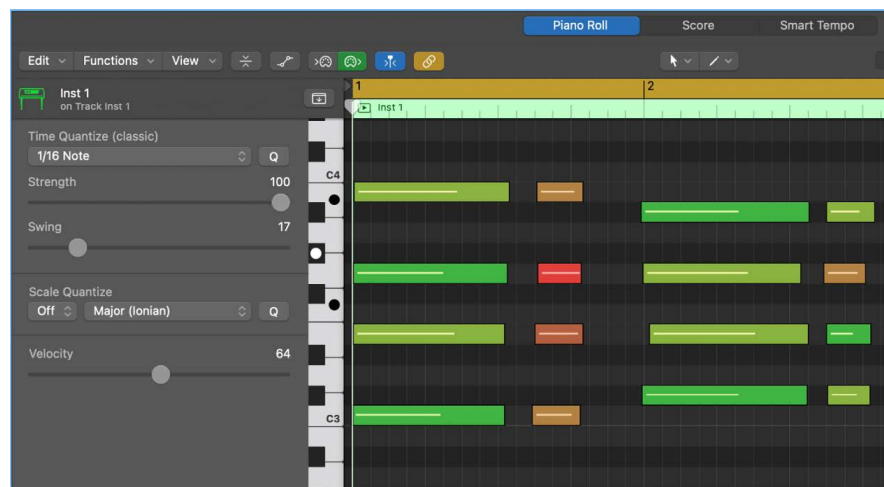 Piano Roll Score Smart Tempo
Edit Functions View
Inst 1
on Track Inst 1
1 2
Inst 1
Time Quantize (classic)
1/16 Note Q
C4
Strength 100
Swing 17
Scale Quantize
Off Major (Ionian) Q
Velocity 64
C3